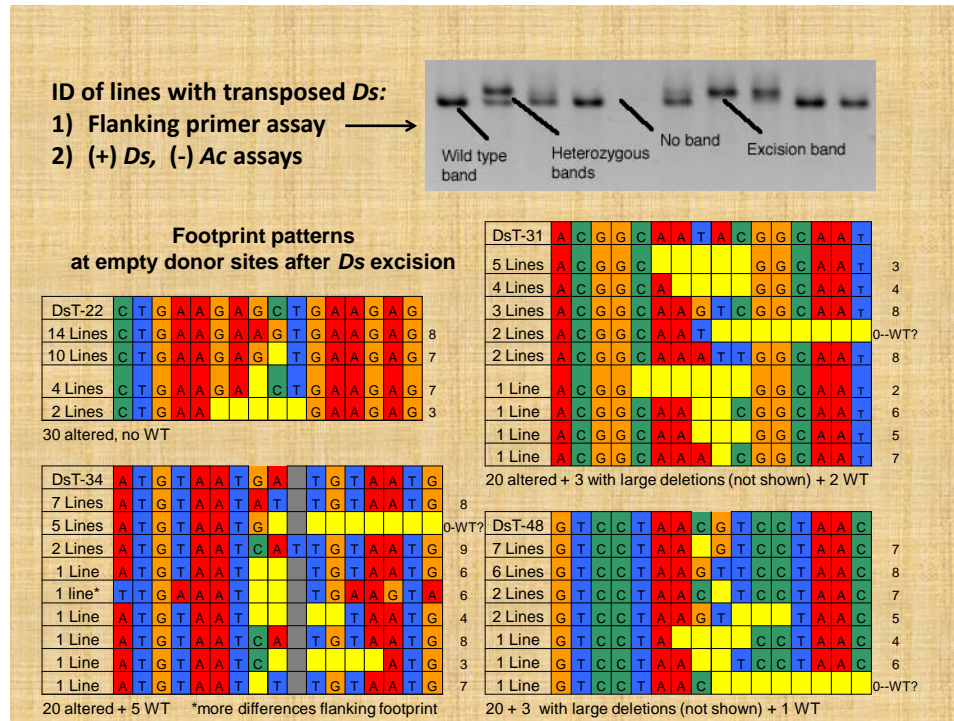 ID of lines with transposed Ds:
1) Flanking primer assay
2) (+) Ds, (-) Ac assays
Wild type
band
Heterozygous
bands
No band
Excision band
Footprint patterns
at empty donor sites after Ds excision
DsT-22 C T G A A G A G C T G A A G A G
14 Lines C T G A A G A A G T G A A G A G 8
10 Lines C T G A A G A G T G A A G A G 7
4 Lines C T G A A G A C T G A A G A G 7
2 Lines C T G A A G A A G A G 3
30 altered, no WT
DsT-34 A T G T A A T G A T G T A A T G
7 Lines A T G T A A T A T T G T A A T G 8
5 Lines A T G T A A T G 0-WT?
2 Lines A T G T A A T C A T T G T A A T G 9
1 Line A T G T A A T T G T A A T G 6
1 line* T T G A A A T T G A A G T A 6
1 Line A T G T A A T T A A T G 4
1 Line A T G T A A T C A T G T A A T G 8
1 Line A T G T A A T C A T G 3
1 Line A T G T A A T T T G T A A T G 7
20 altered + 5 WT *more differences flanking footprint
DsT-31 A C G G C A A T A C G G C A A T
5 Lines A C G G C G G C A A T 3
4 Lines A C G G C A G G C A A T 4
3 Lines A C G G C A A G T C G G C A A T 8
2 Lines A C G G C A A T 0--WT?
2 Lines A C G G C A A A T T G G C A A T 8
1 Line A C G G G G C A A T 2
1 Line A C G G C A A C G G C A A T 6
1 Line A C G G C A A G G C A A T 5
1 Line A C G G C A A A C G G C A A T 7
20 altered + 3 with large deletions (not shown) + 2 WT
DsT-48 G T C C T A A C G T C C T A A C
7 Lines G T C C T A A G T C C T A A C 7
6 Lines G T C C T A A G T T C C T A A C 8
2 Lines G T C C T A A C T C C T A A C 7
2 Lines G T C C T A A G T T A A C 5
1 Line G T C C T A C C T A A C 4
1 Line G T C C T A A T C C T A A C 6
1 Line G T C C T A A C 0--WT?
20 + 3 with large deletions (not shown) + 1 WT